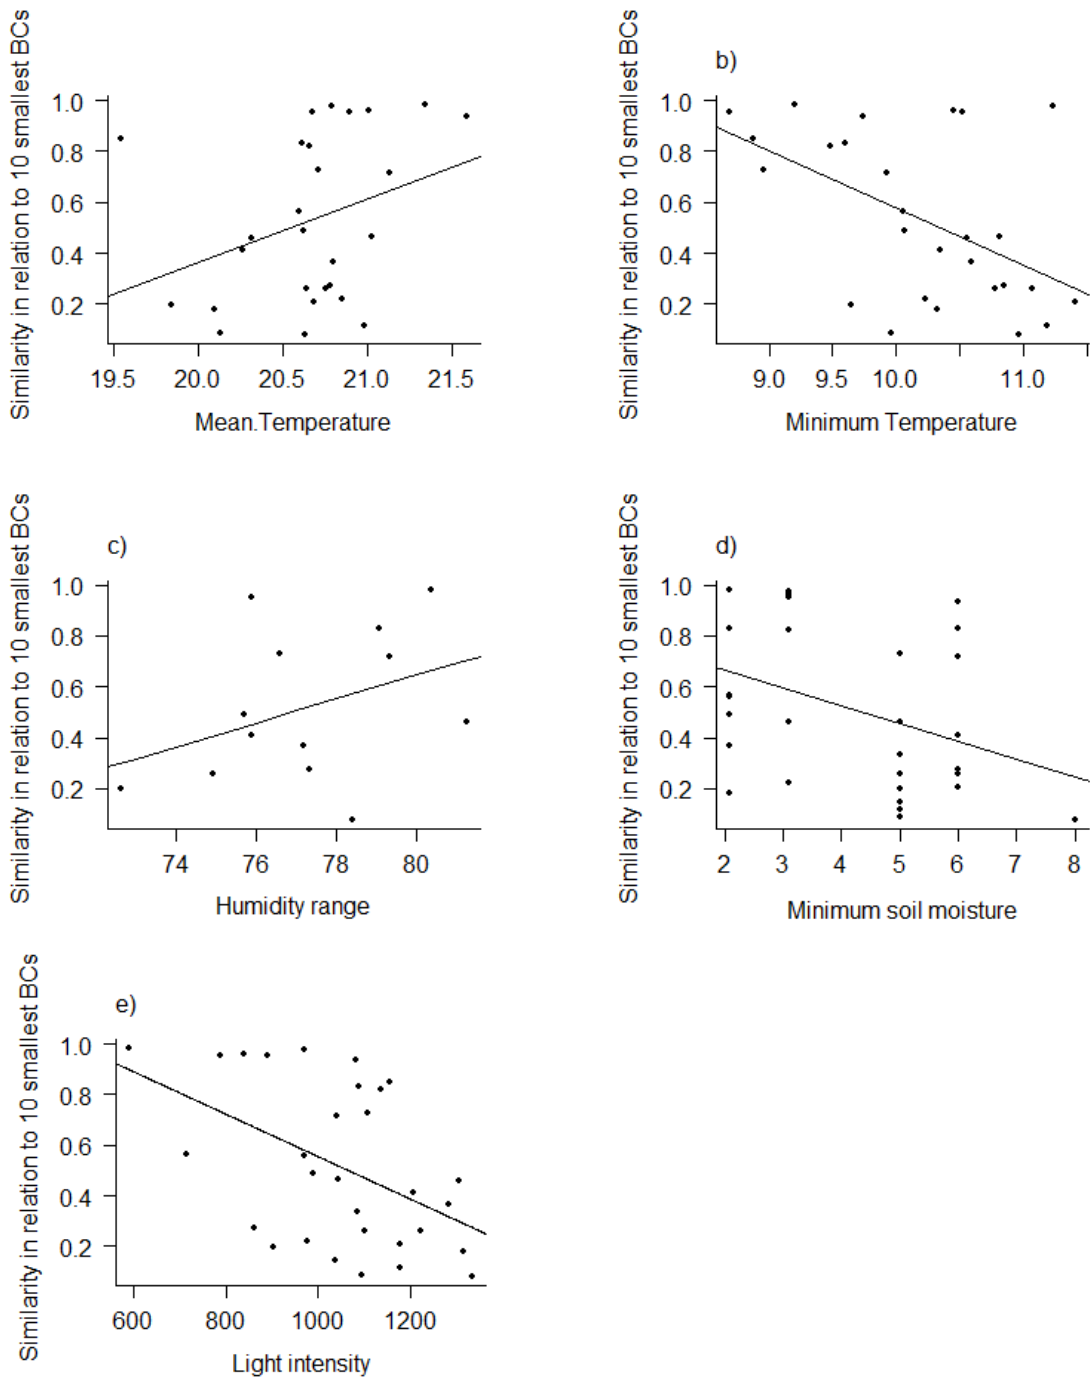 Similarity in relation to 10 smallest BCs
1.0
0.8
0.6
0.4
0.2
19.5 20.0 20.5 21.0 21.5
Mean.Temperature
b)
Similarity in relation to 10 smallest BCs
1.0
0.8
0.6
0.4
0.2
9.0 9.5 10.0 11.0
Minimum Temperature
c)
Similarity in relation to 10 smallest BCs
1.0
0.8
0.6
0.4
0.2
74 76 78 80
Humidity range
d)
Similarity in relation to 10 smallest BCs
1.0
0.8
0.6
0.4
0.2
2 3 4 5 6 7 8
Minimum soil moisture
e)
Similarity in relation to 10 smallest BCs
1.0
0.8
0.6
0.4
0.2
600 800 1000 1200
Light intensity